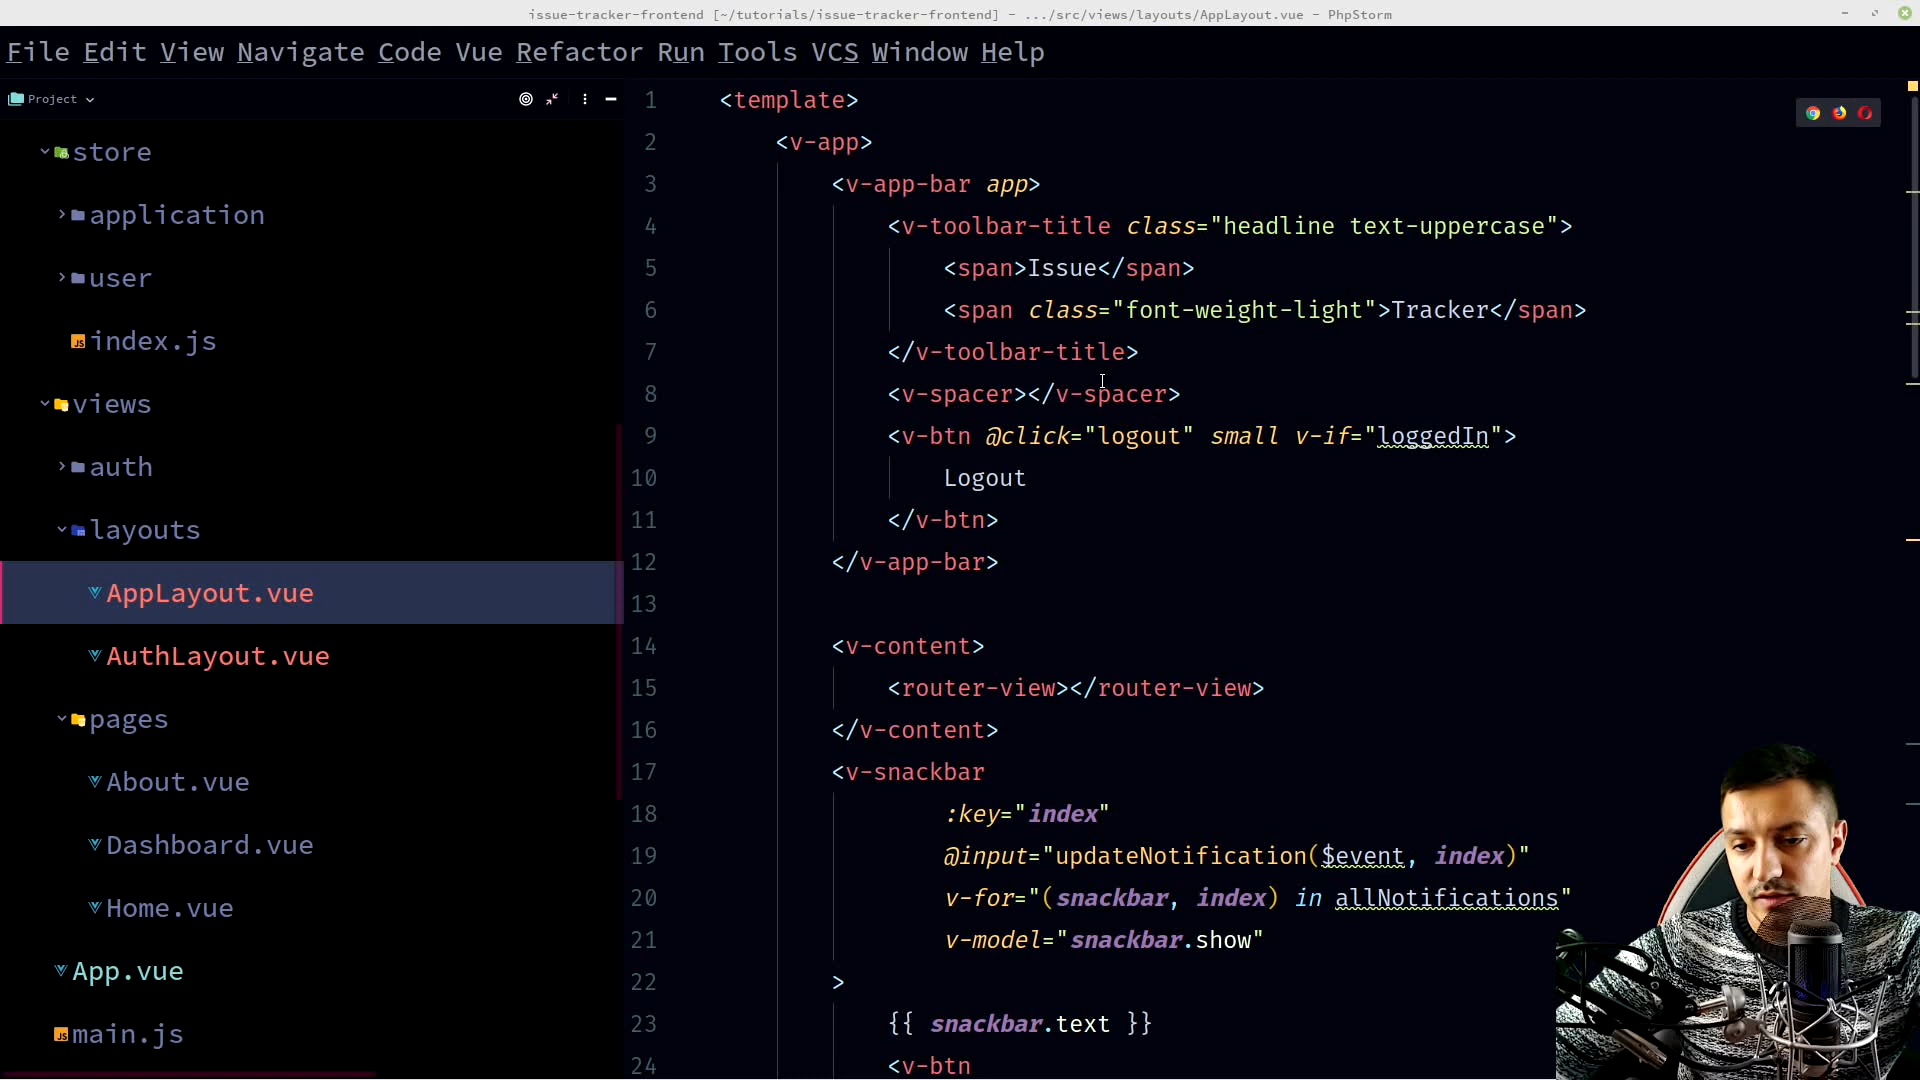 issue-tracker-frontend [~/tutorials/issue-tracker-frontend] - .../src/views/layouts/AppLayout.vue - PhpStorm
File Edit View Navigate Code Vue Refactor Run Tools VCS Window Help
Project
store
application
user
JS index.js
views
auth
layouts
AppLayout.vue
AuthLayout.vue
pages
About.vue
Dashboard.vue
Home.vue
App.vue
JS main.js
1 <template>
2 <v-app>
3 <v-app-bar app>
4 <v-toolbar-title class="headline text-uppercase">
5 <span>Issue</span>
6 <span class="font-weight-light">Tracker</span>
7 </v-toolbar-title>
8 <v-spacer></v-spacer>
9 <v-btn @click="logout" small v-if="loggedIn">
10 Logout
11 </v-btn>
12 </v-app-bar>
13
14 <v-content>
15 <router-view></router-view>
16 </v-content>
17 <v-snackbar
18 :key="index"
19 @input="updateNotification($event, index)"
20 v-for="(snackbar, index) in allNotifications"
21 v-model="snackbar.show"
22 >
23 {{ snackbar.text }}
24 <v-btn